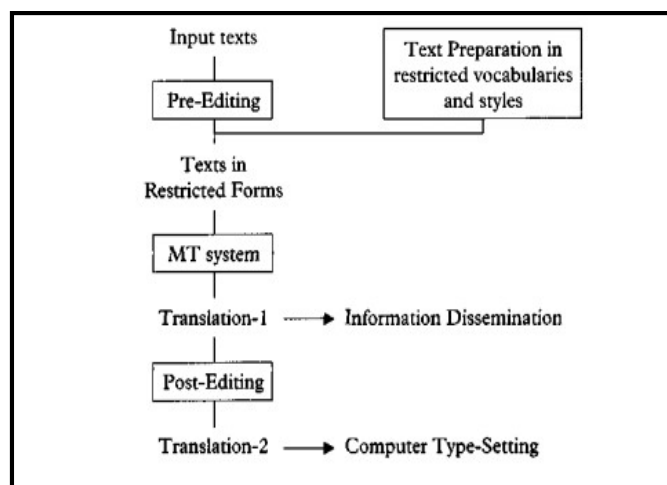 Input texts
Text Preparation in
restricted vocabularies
and styles
Pre-Editing
Texts in
Restricted Forms
MT system
Translation-1
Information Dissemination
Post-Editing
Translation-2
Computer Type-Setting